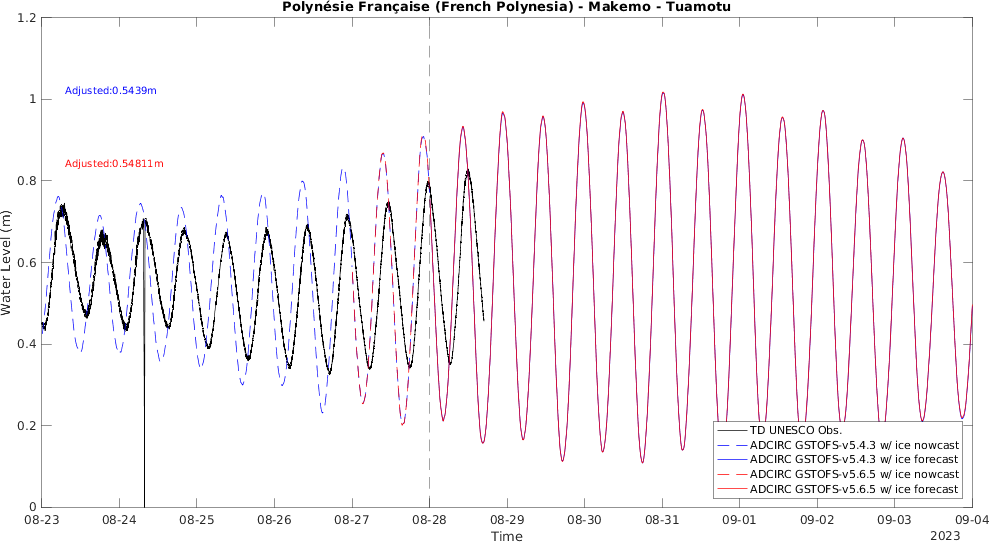 Polynésie Française (French Polynesia) - Makemo - Tuamotu
1.2
1
0.8
0.6
0.4
0.2
0
Water Level (m)
Adjusted:0.5439m
Adjusted:0.54811m
TD UNESCO Obs.
ADCIRC GSTOFS-v5.4.3 w/ ice nowcast
ADCIRC GSTOFS-v5.4.3 w/ ice forecast
ADCIRC GSTOFS-v5.6.5 w/ ice nowcast
ADCIRC GSTOFS-v5.6.5 w/ ice forecast
08-23 08-24 08-25 08-26 08-27 08-28 08-29 08-30 08-31 09-01 09-02 09-03 09-04
Time
2023